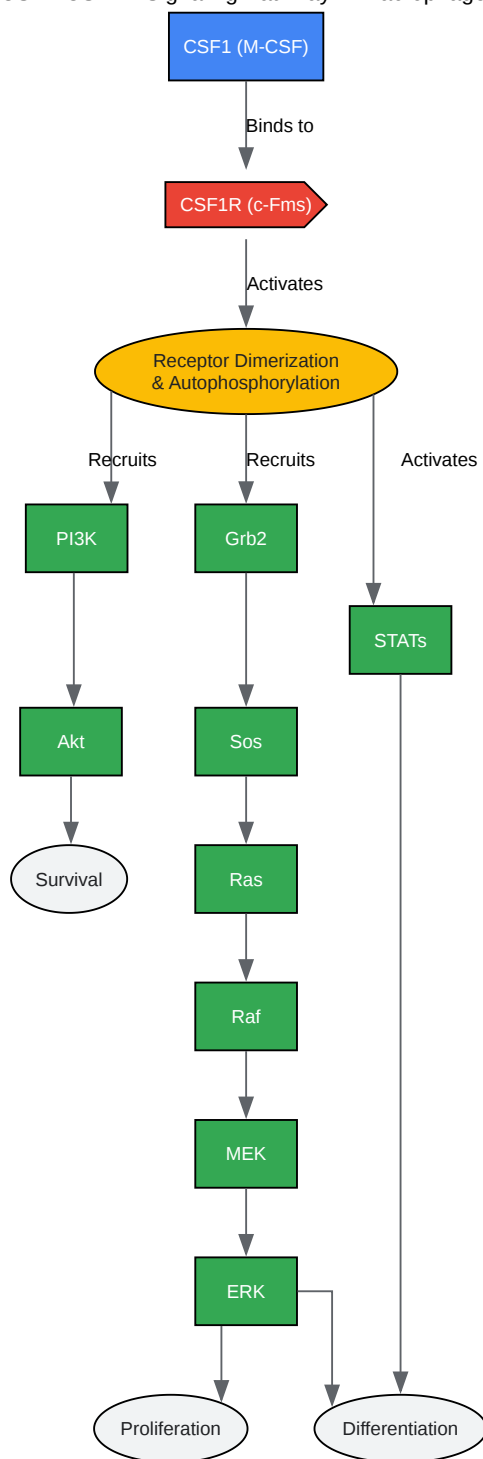 CSF1 (M-CSF)
Binds to
CSF1R (c-Fms)
Activates
Receptor Dimerization
& Autophosphorylation
Recruits
Recruits
Activates
PI3K
Grb2
STATs
Akt
Sos
Survival
Ras
Raf
MEK
ERK
Proliferation
Differentiation